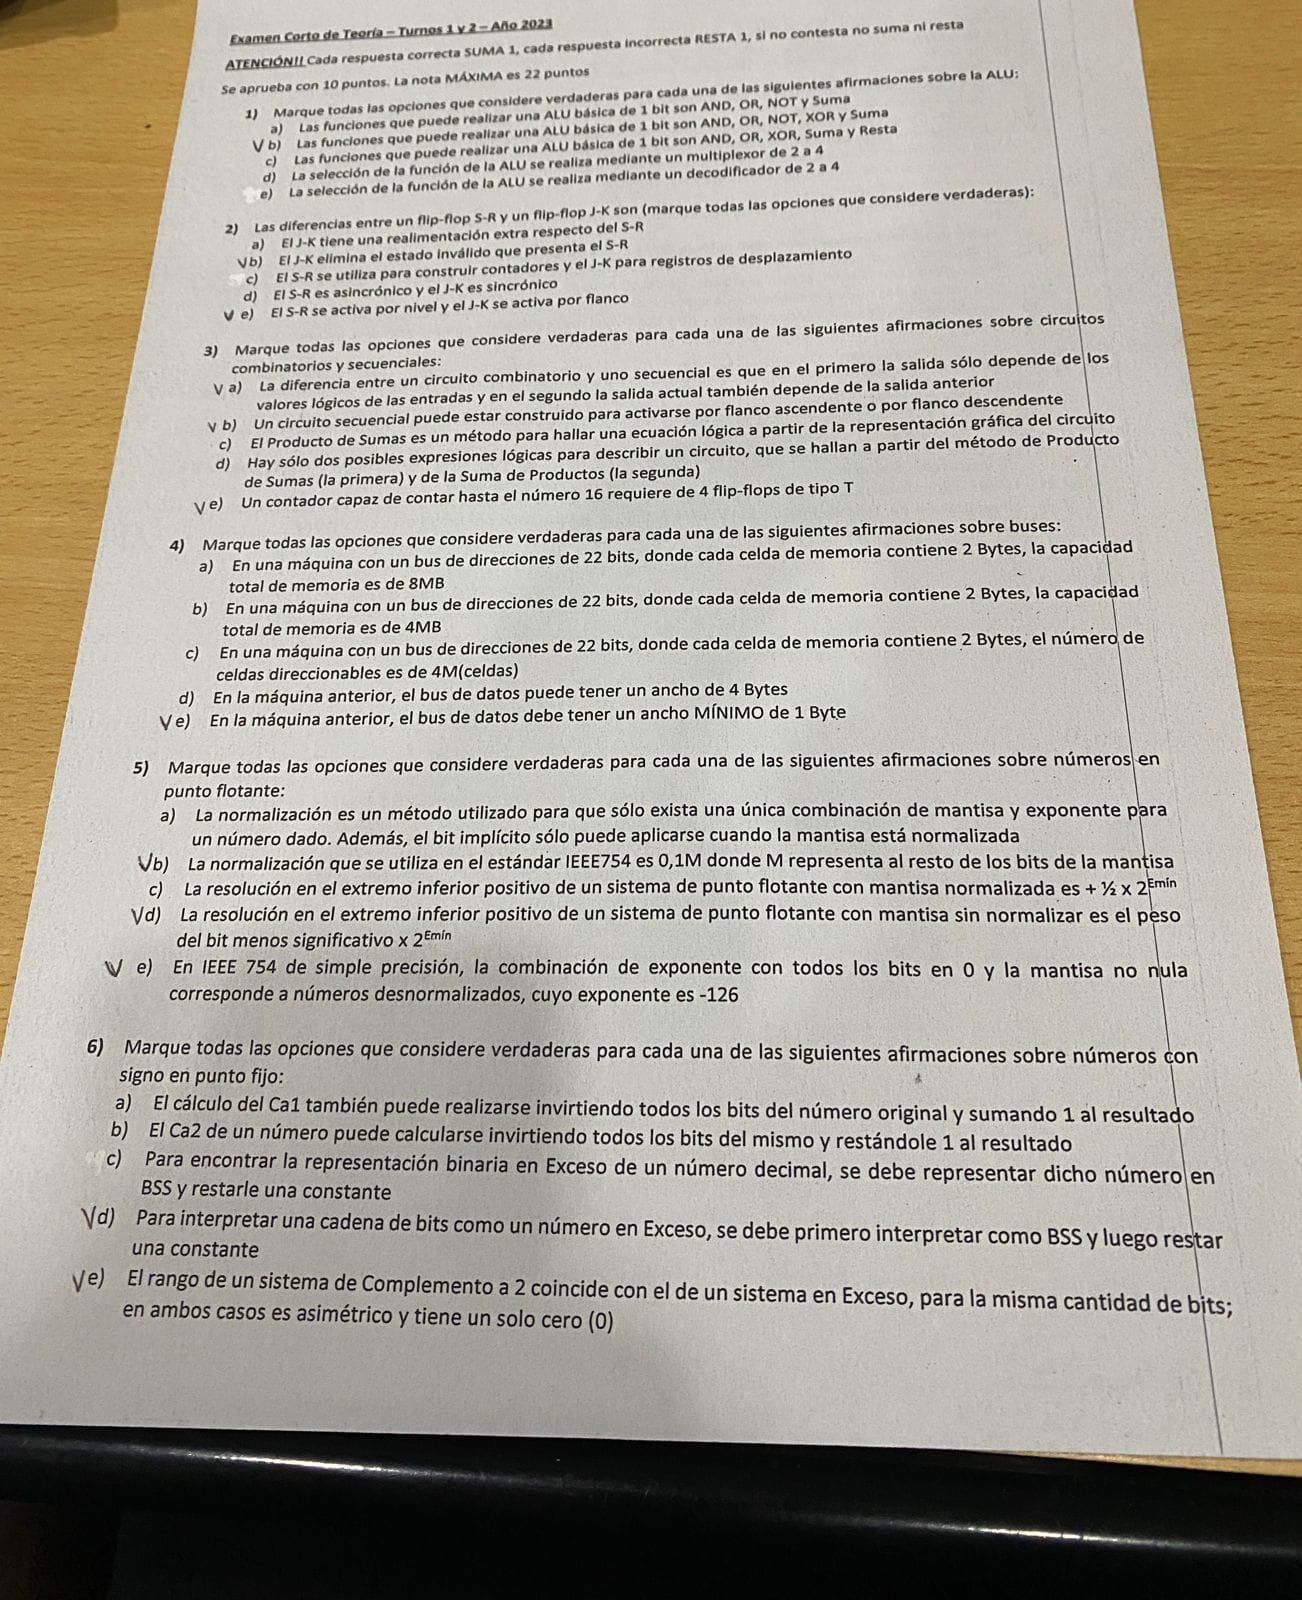 Examen Corto de Teoría – Turnos 1 y 2 – Año 2023
ATENCIÓN!! Cada respuesta correcta SUMA 1, cada respuesta incorrecta RESTA 1, si no contesta no suma ni resta
Se aprueba con 10 puntos. La nota MÁXIMA es 22 puntos
1) Marque todas las opciones que considere verdaderas para cada una de las siguientes afirmaciones sobre la ALU:
a) Las funciones que puede realizar una ALU básica de 1 bit son AND, OR, NOT y Suma
V b) Las funciones que puede realizar una ALU básica de 1 bit son AND, OR, NOT, XOR y Suma
c) Las funciones que puede realizar una ALU básica de 1 bit son AND, OR, XOR, Suma y Resta
d) La selección de la función de la ALU se realiza mediante un multiplexor de 2 a 4
e) La selección de la función de la ALU se realiza mediante un decodificador de 2 a 4
2) Las diferencias entre un flip-flop S-R y un flip-flop J-K son (marque todas las opciones que considere verdaderas):
a) El J-K tiene una realimentación extra respecto del S-R
V b) El J-K elimina el estado inválido que presenta el S-R
c) El S-R se utiliza para construir contadores y el J-K para registros de desplazamiento
d) El S-R es asincrónico y el J-K es sincrónico
V e) El S-R se activa por nivel y el J-K se activa por flanco
3) Marque todas las opciones que considere verdaderas para cada una de las siguientes afirmaciones sobre circuitos
combinatorios y secuenciales:
V a) La diferencia entre un circuito combinatorio y uno secuencial es que en el primero la salida sólo depende de los
valores lógicos de las entradas y en el segundo la salida actual también depende de la salida anterior
V b) Un circuito secuencial puede estar construido para activarse por flanco ascendente o por flanco descendente
c) El Producto de Sumas es un método para hallar una ecuación lógica a partir de la representación gráfica del circuito
d) Hay sólo dos posibles expresiones lógicas para describir un circuito, que se hallan a partir del método de Producto
de Sumas (la primera) y de la Suma de Productos (la segunda)
V e) Un contador capaz de contar hasta el número 16 requiere de 4 flip-flops de tipo T
4) Marque todas las opciones que considere verdaderas para cada una de las siguientes afirmaciones sobre buses:
a) En una máquina con un bus de direcciones de 22 bits, donde cada celda de memoria contiene 2 Bytes, la capacidad
total de memoria es de 8MB
b) En una máquina con un bus de direcciones de 22 bits, donde cada celda de memoria contiene 2 Bytes, la capacidad
total de memoria es de 4MB
c) En una máquina con un bus de direcciones de 22 bits, donde cada celda de memoria contiene 2 Bytes, el número de
celdas direccionables es de 4M(celdas)
d) En la máquina anterior, el bus de datos puede tener un ancho de 4 Bytes
V e) En la máquina anterior, el bus de datos debe tener un ancho MÍNIMO de 1 Byte
5) Marque todas las opciones que considere verdaderas para cada una de las siguientes afirmaciones sobre números en
punto flotante:
a) La normalización es un método utilizado para que sólo exista una única combinación de mantisa y exponente para
un número dado. Además, el bit implícito sólo puede aplicarse cuando la mantisa está normalizada
V b) La normalización que se utiliza en el estándar IEEE754 es 0,1M donde M representa al resto de los bits de la mantisa
c) La resolución en el extremo inferior positivo de un sistema de punto flotante con mantisa normalizada es + ½ x 2^Emín
V d) La resolución en el extremo inferior positivo de un sistema de punto flotante con mantisa sin normalizar es el peso
del bit menos significativo x 2^Emín
V e) En IEEE 754 de simple precisión, la combinación de exponente con todos los bits en 0 y la mantisa no nula
corresponde a números desnormalizados, cuyo exponente es -126
6) Marque todas las opciones que considere verdaderas para cada una de las siguientes afirmaciones sobre números con
signo en punto fijo:
a) El cálculo del Ca1 también puede realizarse invirtiendo todos los bits del número original y sumando 1 al resultado
b) El Ca2 de un número puede calcularse invirtiendo todos los bits del mismo y restándole 1 al resultado
c) Para encontrar la representación binaria en Exceso de un número decimal, se debe representar dicho número en
BSS y restarle una constante
V d) Para interpretar una cadena de bits como un número en Exceso, se debe primero interpretar como BSS y luego restar
una constante
V e) El rango de un sistema de Complemento a 2 coincide con el de un sistema en Exceso, para la misma cantidad de bits;
en ambos casos es asimétrico y tiene un solo cero (0)